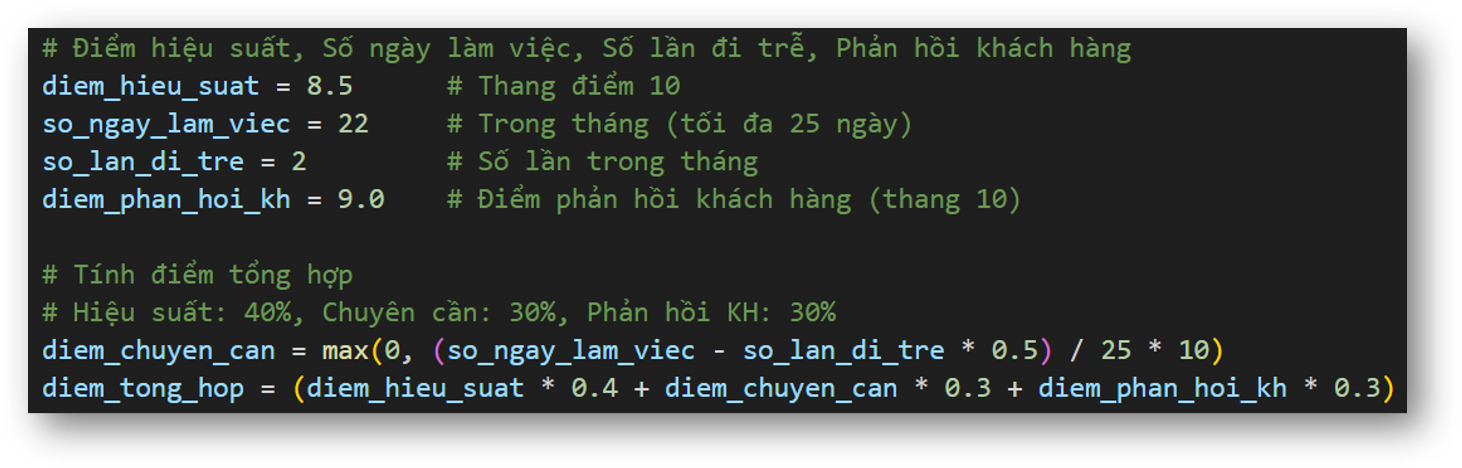 # Điểm hiệu suất, Số ngày làm việc, Số lần đi trễ, Phản hồi khách hàng
diem_hieu_suat = 8.5      # Thang điểm 10
so_ngay_lam_viec = 22     # Trong tháng (tối đa 25 ngày)
so_lan_di_tre = 2         # Số lần trong tháng
diem_phan_hoi_kh = 9.0    # Điểm phản hồi khách hàng (thang 10)

# Tính điểm tổng hợp
# Hiệu suất: 40%, Chuyên cần: 30%, Phản hồi KH: 30%
diem_chuyen_can = max(0, (so_ngay_lam_viec - so_lan_di_tre * 0.5) / 25 * 10)
diem_tong_hop = (diem_hieu_suat * 0.4 + diem_chuyen_can * 0.3 + diem_phan_hoi_kh * 0.3)